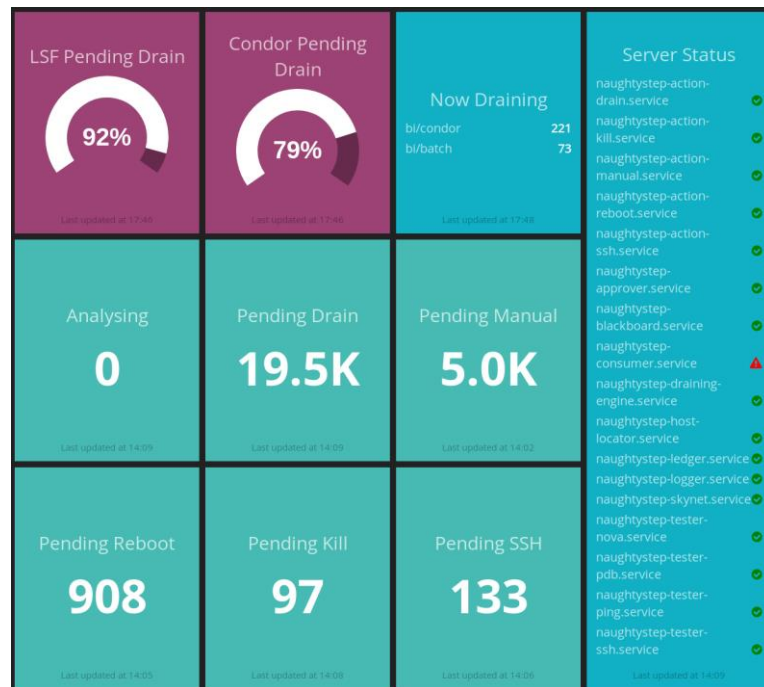 LSF Pending Drain
92%
Last updated at 17:46
Condor Pending
Drain
79%
Last updated at 17:46
Now Draining
bi/condor 221
bi/batch 73
Last updated at 17:48
Server Status
naughtystep-action-
drain.service
naughtystep-action-
kill.service
naughtystep-action-
manual.service
naughtystep-action-
reboot.service
naughtystep-action-
ssh.service
naughtystep-
approver.service
naughtystep-
blackboard.service
naughtystep-
consumer.service
naughtystep-draining-
engine.service
naughtystep-host-
locator.service
naughtystep-ledger.service
naughtystep-logger.service
naughtystep-skynet.service
naughtystep-tester-
nova.service
naughtystep-tester-
pdb.service
naughtystep-tester-
ping.service
naughtystep-tester-
ssh.service
Last updated at 14:09
Analysing
0
Last updated at 14:09
Pending Drain
19.5K
Last updated at 14:09
Pending Manual
5.0K
Last updated at 14:02
Pending Reboot
908
Last updated at 14:05
Pending Kill
97
Last updated at 14:08
Pending SSH
133
Last updated at 14:06